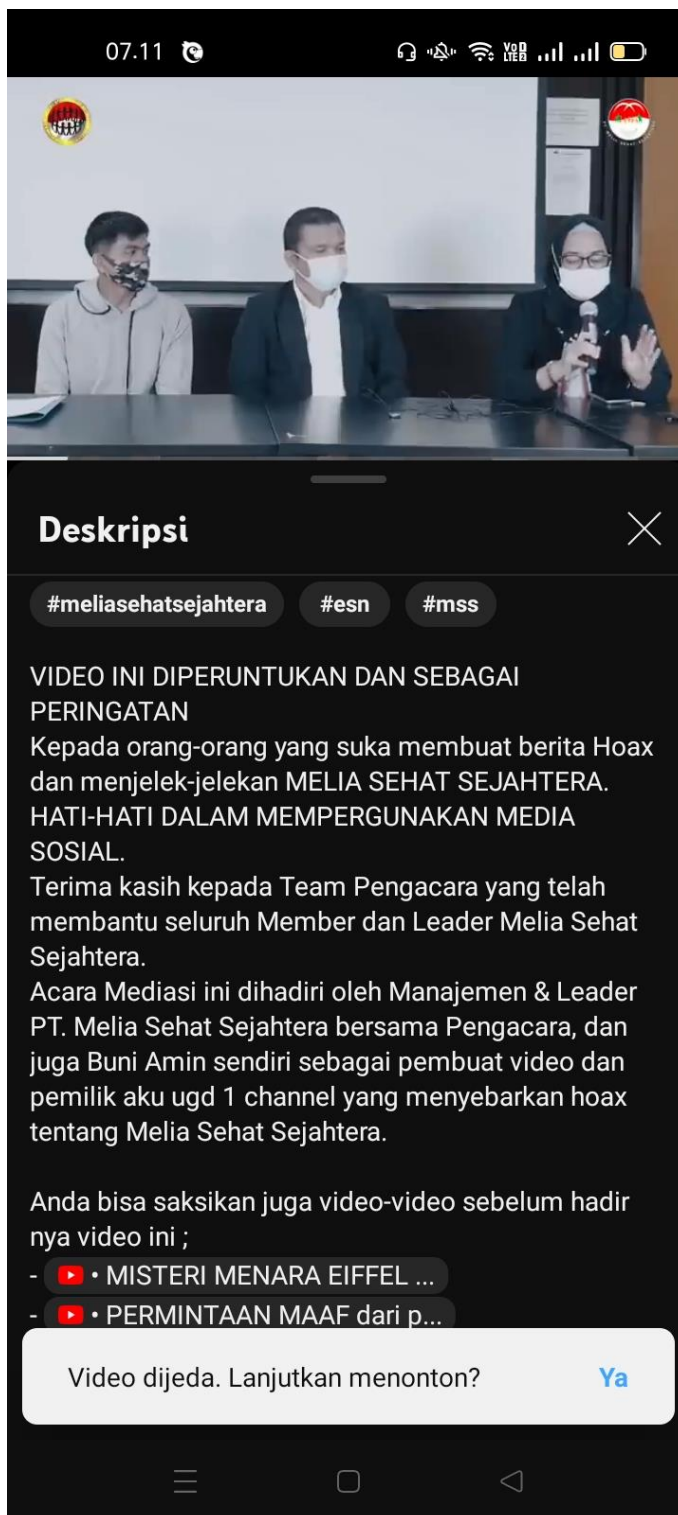 07.11
VoD
LTE2
Deskripsi
#meliasehatsejahtera #esn #mss
VIDEO INI DIPERUNTUKAN DAN SEBAGAI
PERINGATAN
Kepada orang-orang yang suka membuat berita Hoax
dan menjelek-jelekan MELIA SEHAT SEJAHTERA.
HATI-HATI DALAM MEMPERGUNAKAN MEDIA
SOSIAL.
Terima kasih kepada Team Pengacara yang telah
membantu seluruh Member dan Leader Melia Sehat
Sejahtera.
Acara Mediasi ini dihadiri oleh Manajemen & Leader
PT. Melia Sehat Sejahtera bersama Pengacara, dan
juga Buni Amin sendiri sebagai pembuat video dan
pemilik aku ugd 1 channel yang menyebarkan hoax
tentang Melia Sehat Sejahtera.
Anda bisa saksikan juga video-video sebelum hadir
nya video ini ;
- • MISTERI MENARA EIFFEL ...
- • PERMINTAAN MAAF dari p...
Video dijeda. Lanjutkan menonton? Ya